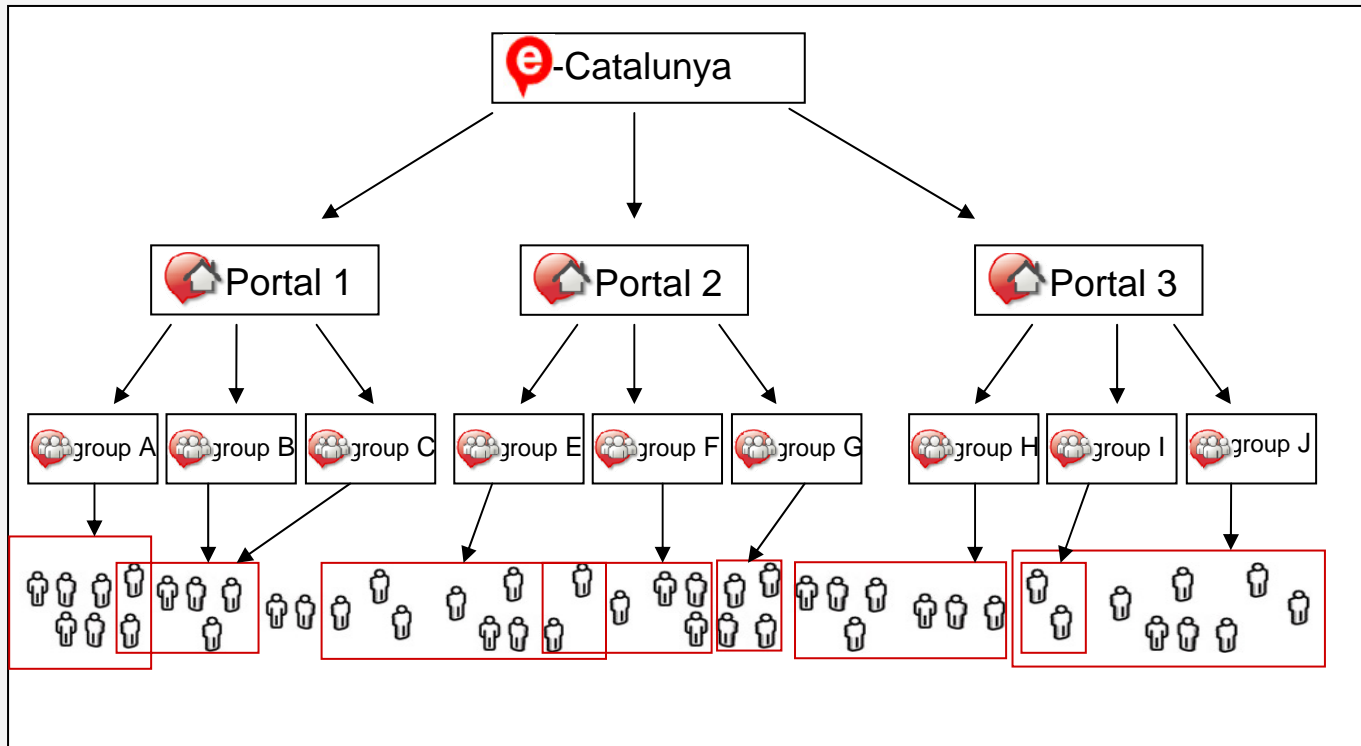 e-Catalunya
Portal 1
Portal 2
Portal 3
group A
group B
group C
group E
group F
group G
group H
group I
group J